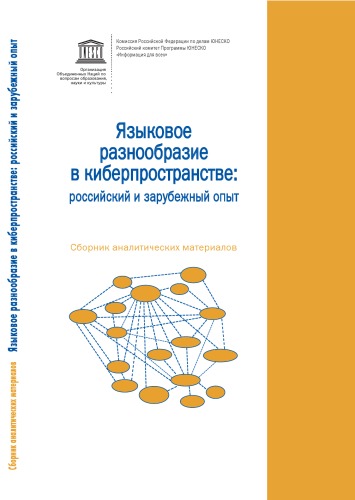 Организация
Объединенных Наций по
вопросам образования,
науки и культуры
Комиссия Российской Федерации по делам ЮНЕСКО
Российский комитет Программы ЮНЕСКО
«Информация для всех»
Языковое
разнообразие
в киберпространстве:
российский и зарубежный опыт
Сборник аналитических материалов
Сборник аналитических материалов Языковое разнообразие в киберпространстве: российский и зарубежный опыт